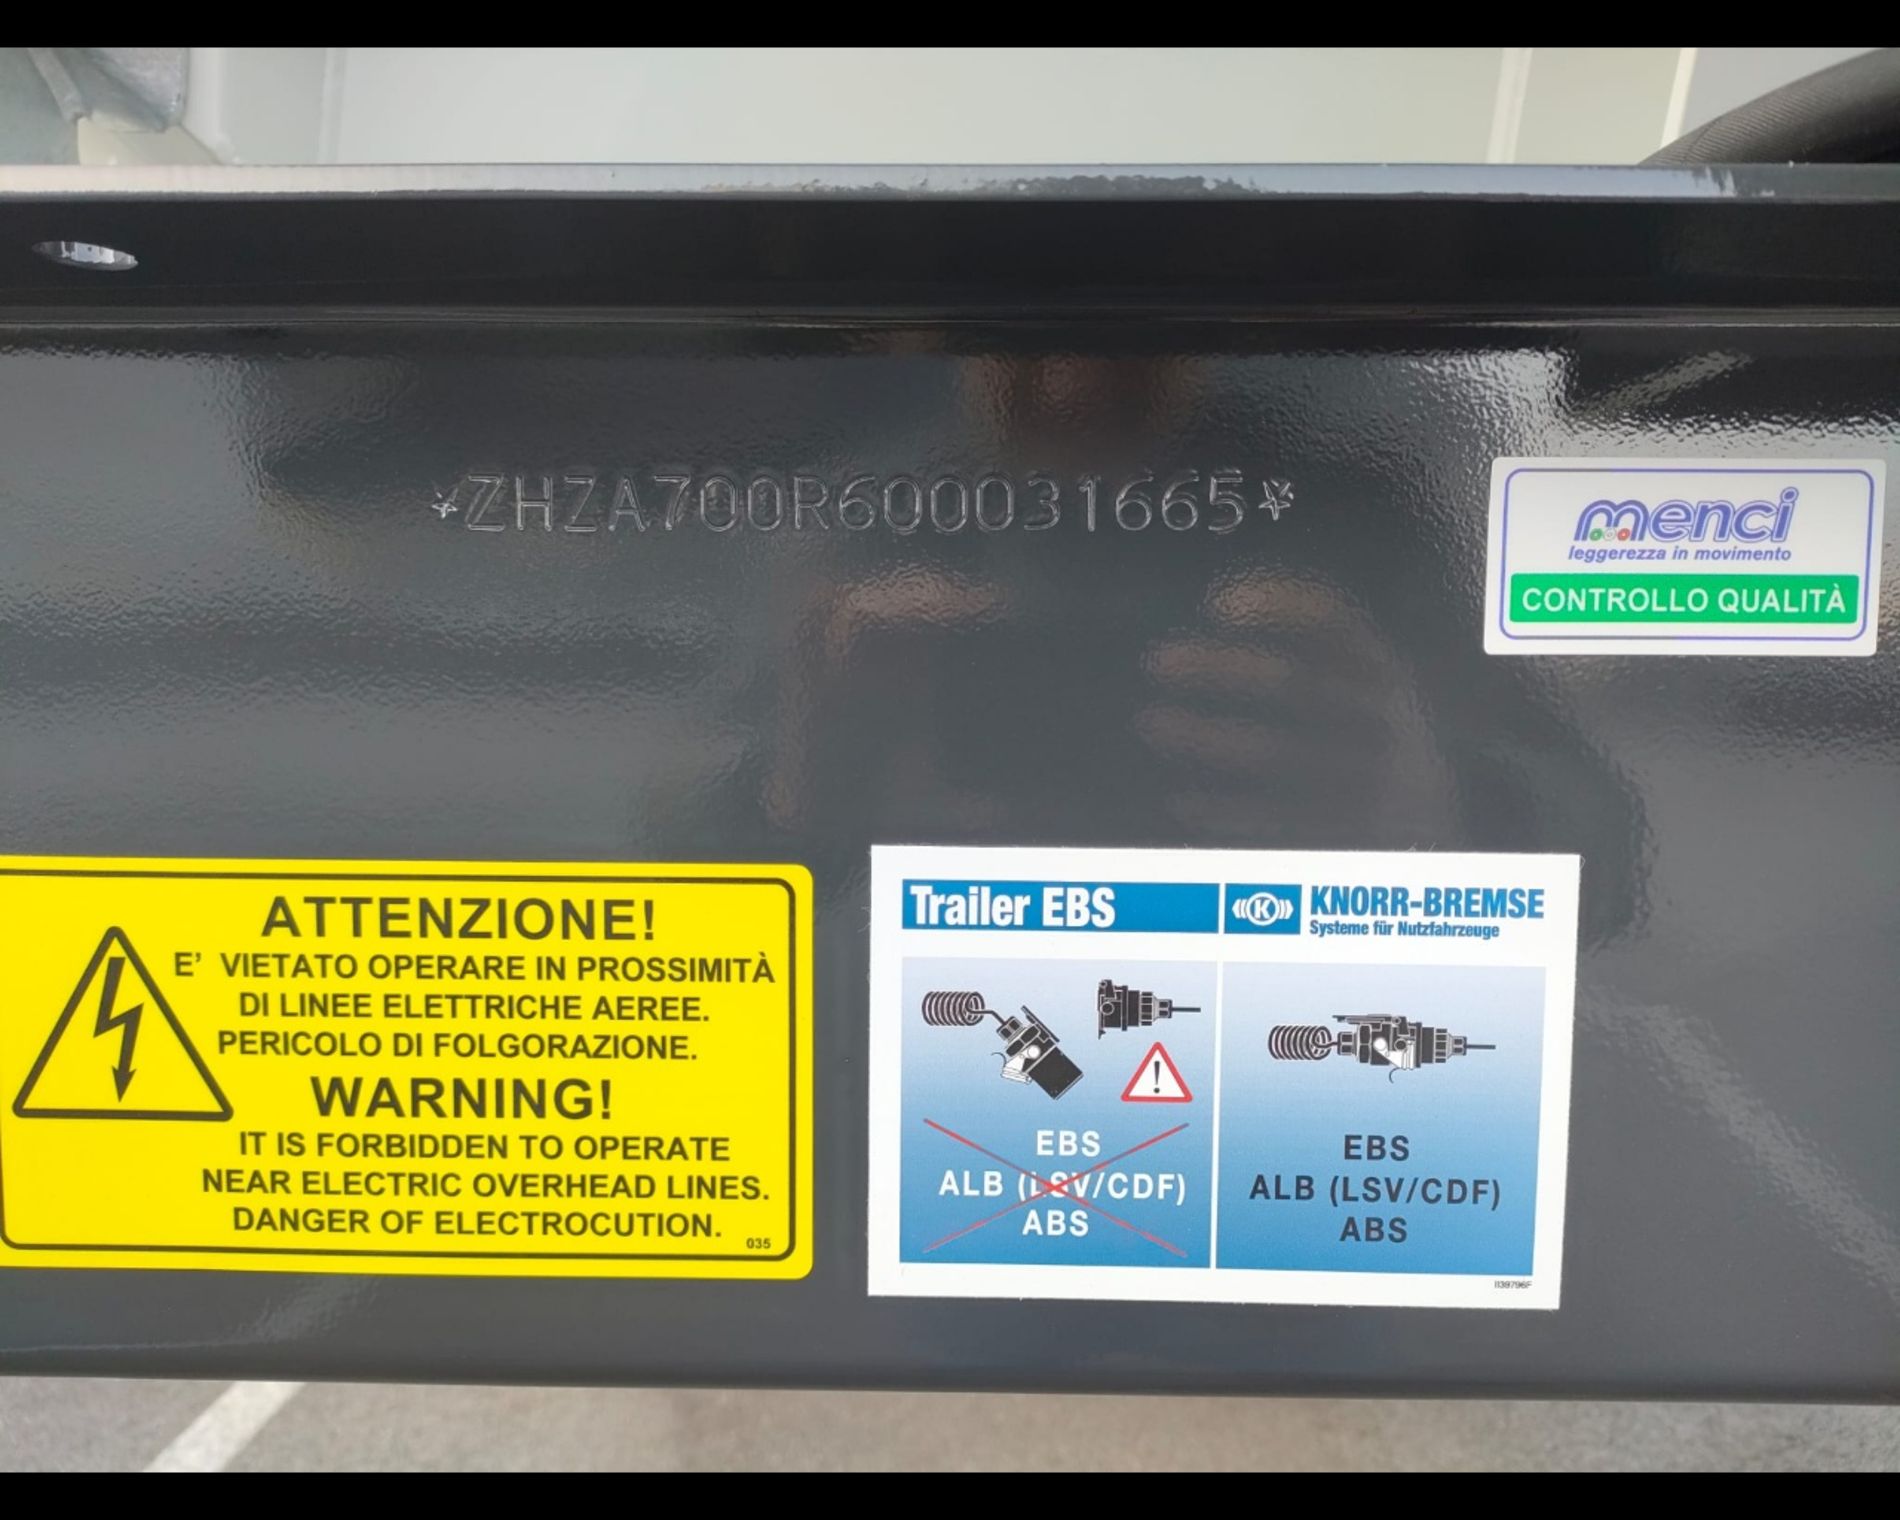 *ZHZA700R600031665*
menci
leggerezza in movimento
CONTROLLO QUALITÀ
ATTENZIONE!
E' VIETATO OPERARE IN PROSSIMITÀ
DI LINEE ELETTRICHE AEREE.
PERICOLO DI FOLGORAZIONE.
WARNING!
IT IS FORBIDDEN TO OPERATE
NEAR ELECTRIC OVERHEAD LINES.
DANGER OF ELECTROCUTION.
035
Trailer EBS
K KNORR-BREMSE
Systeme für Nutzfahrzeuge
EBS
ALB (LSV/CDF)
ABS
EBS
ALB (LSV/CDF)
ABS